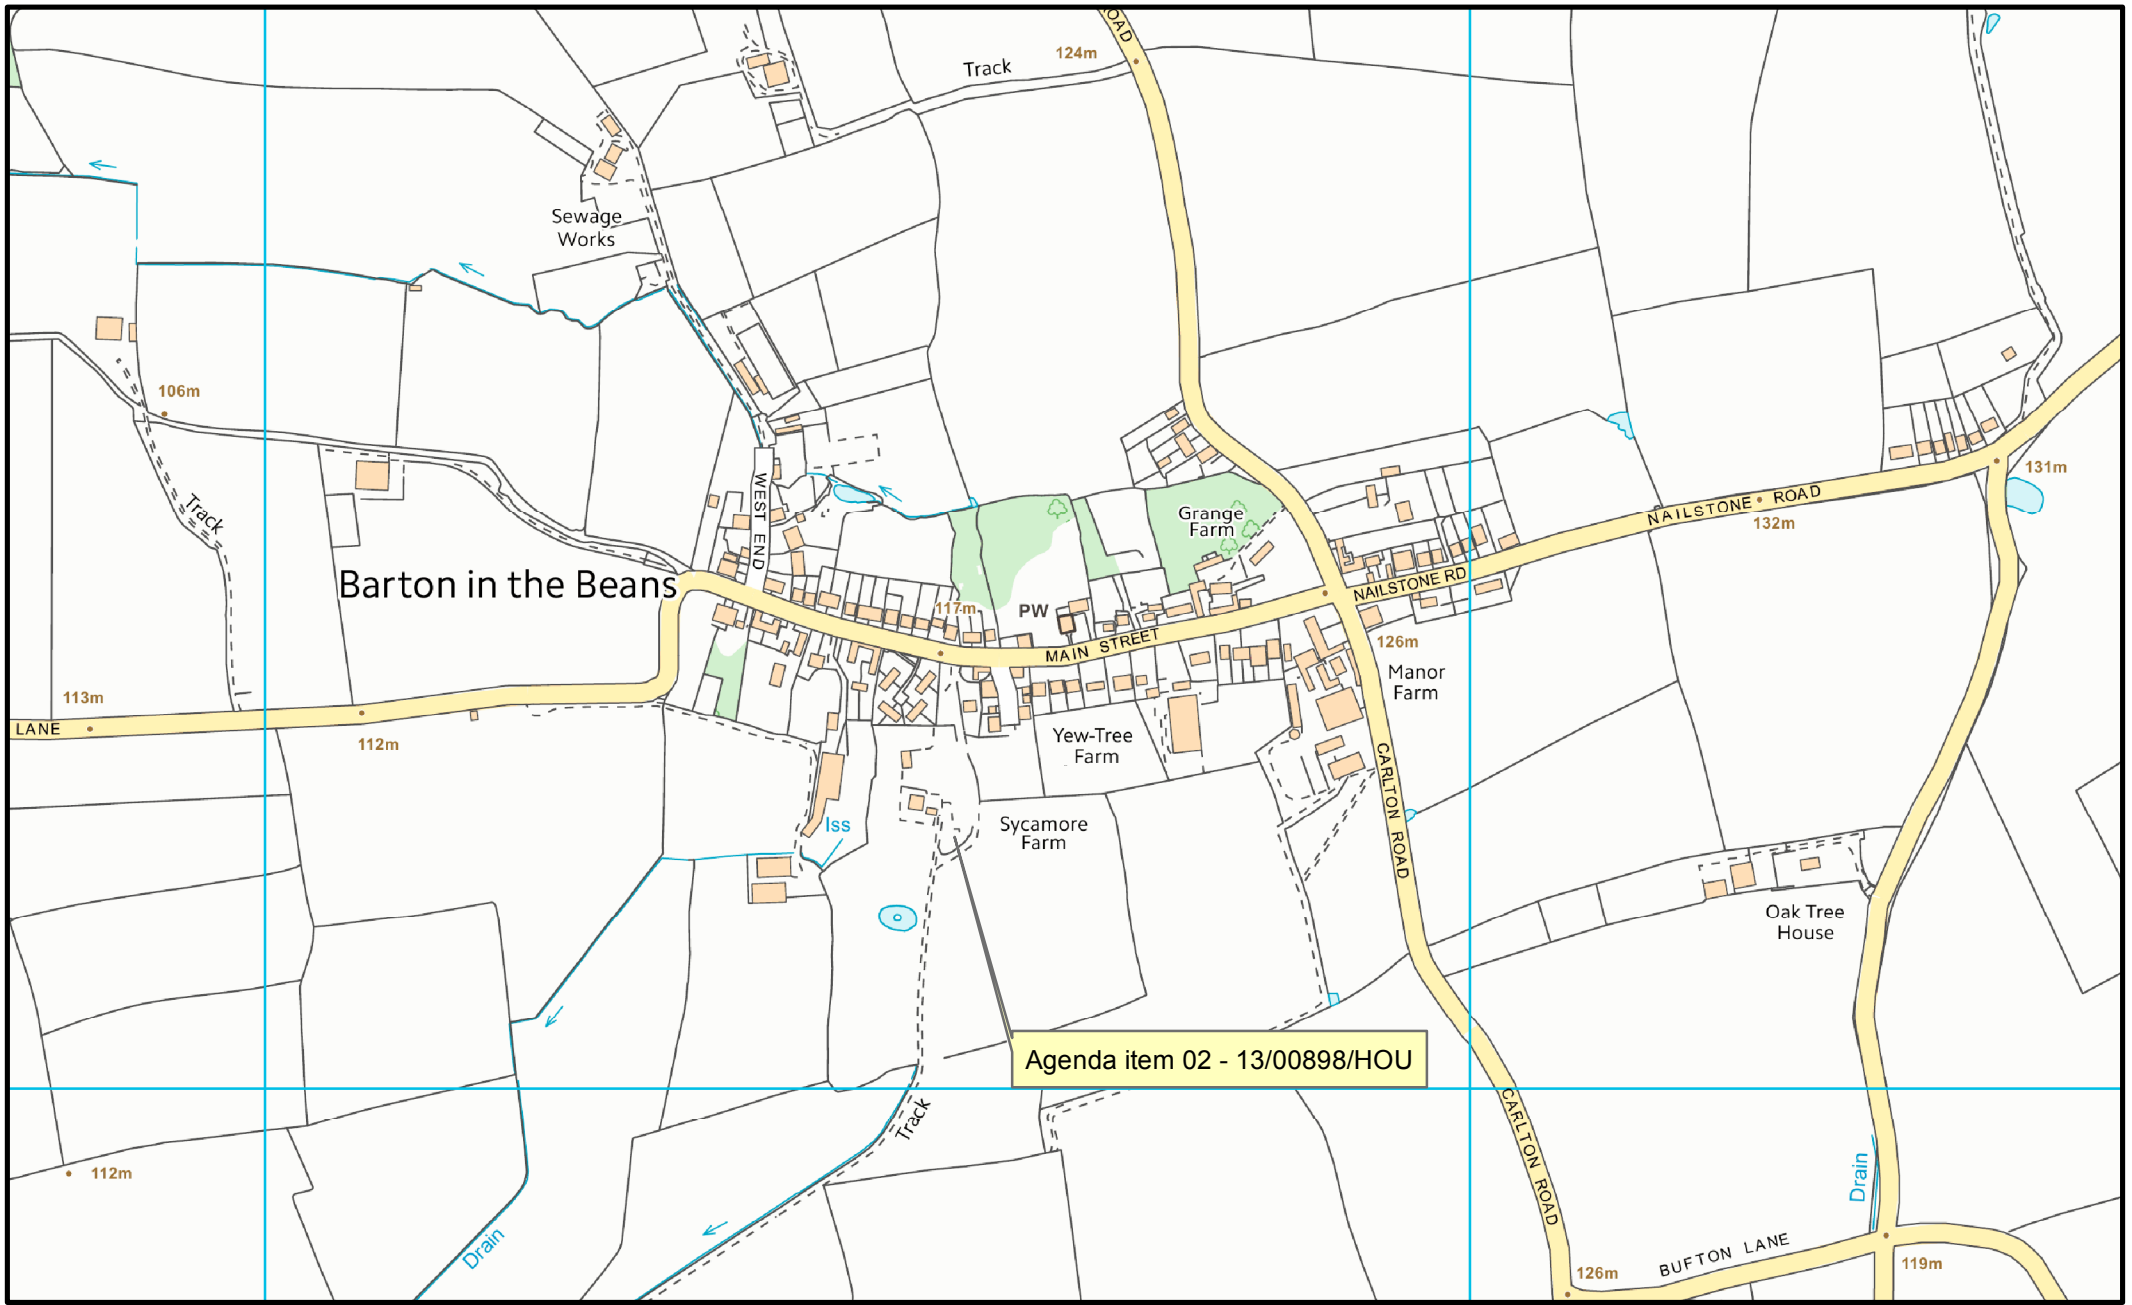 OAD
124m
Track
Sewage
Works
106m
131m
WEST END
Track
Grange
Farm
NAILSTONE ROAD
132m
Barton in the Beans
NAILSTONE RD
117m
PW
MAIN STREET
126m
Manor
Farm
113m
LANE
112m
Yew-Tree
Farm
CARLTON ROAD
Iss
Sycamore
Farm
Oak Tree
House
Agenda item 02 - 13/00898/HOU
Track
CARLTON ROAD
112m
Drain
Drain
BUFTON LANE
126m
119m